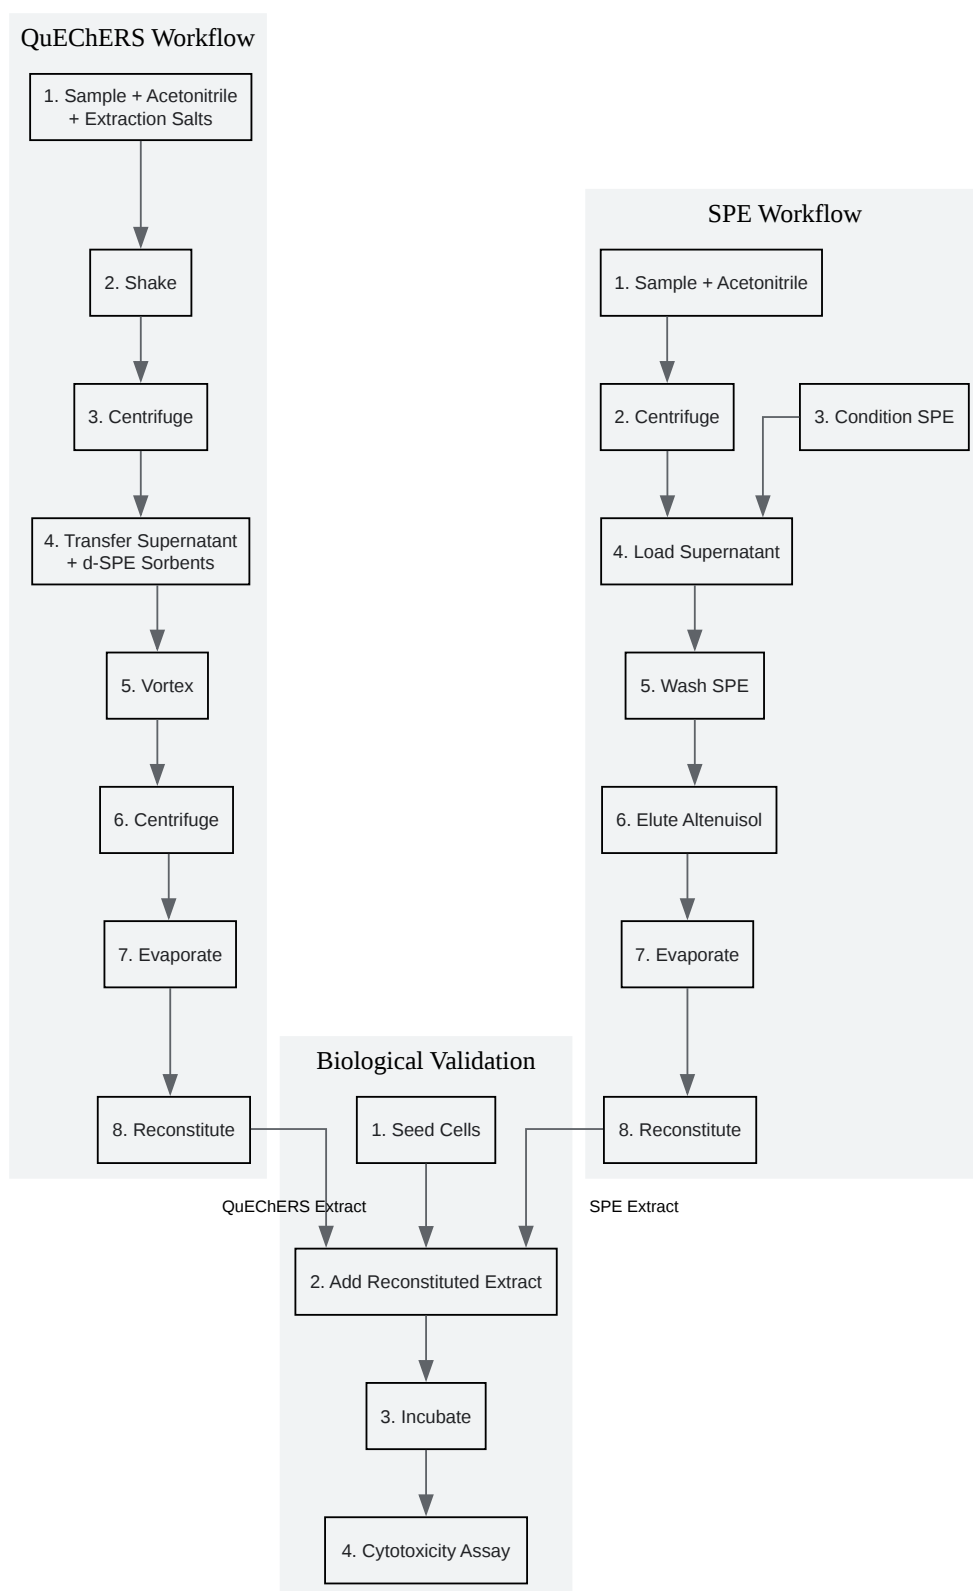 QuEChERS Workflow
1. Sample + Acetonitrile
+ Extraction Salts
2. Shake
3. Centrifuge
4. Transfer Supernatant
+ d-SPE Sorbents
5. Vortex
6. Centrifuge
7. Evaporate
8. Reconstitute
QuEChERS Extract
SPE Workflow
1. Sample + Acetonitrile
2. Centrifuge
3. Condition SPE
4. Load Supernatant
5. Wash SPE
6. Elute Altenuisol
7. Evaporate
8. Reconstitute
SPE Extract
Biological Validation
1. Seed Cells
2. Add Reconstituted Extract
3. Incubate
4. Cytotoxicity Assay